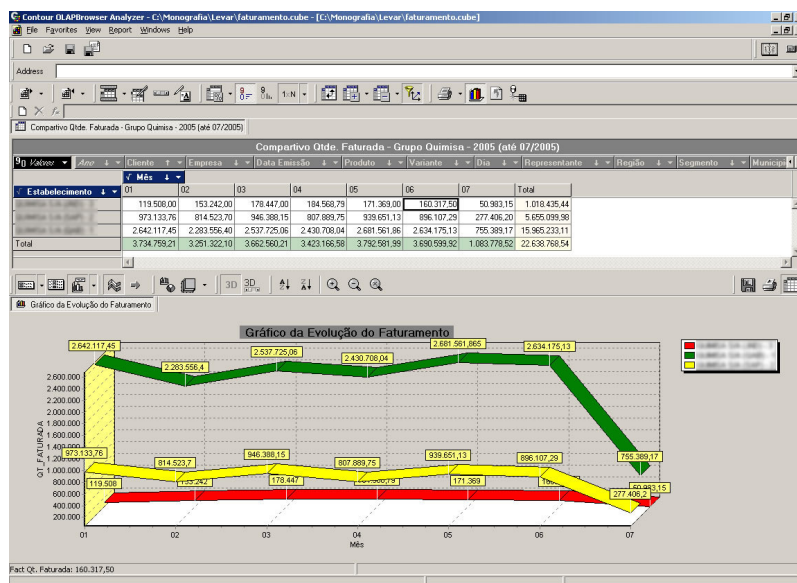 Contour OLAPBrowser Analyzer - C:\Monografia\Levar\faturamento.cube - [C:\Monografia\Levar\faturamento.cube]
File Favorites View Report Windows Help
Address
Compartivo Qtde. Faturada - Grupo Quimisa - 2005 (até 07/2005)
Compartivo Qtde. Faturada - Grupo Quimisa - 2005 (até 07/2005)
Valores Ano Cliente Empresa Data Emissão Produto Variante Dia Representante Região Segmento Municípi
Mês
Estabelecimento 01 02 03 04 05 06 07 Total
119.508,00 153.242,00 178.447,00 184.568,79 171.369,00 160.317,50 50.983,15 1.018.435,44
973.133,76 814.523,70 946.388,15 807.889,75 939.651,13 896.107,29 277.406,20 5.655.099,98
2.642.117,45 2.283.556,40 2.537.725,06 2.430.708,04 2.681.561,86 2.634.175,13 755.389,17 15.965.233,11
Total 3.734.759,21 3.251.322,10 3.662.560,21 3.423.166,58 3.792.581,99 3.690.599,92 1.083.778,52 22.638.768,54
3D 3D
Gráfico da Evolução do Faturamento
Gráfico da Evolução do Faturamento
2.642.117,45 2.283.556,4 2.537.725,06 2.430.708,04 2.681.561,865 2.634.175,13
2.600.000
2.400.000
2.200.000
2.000.000
1.800.000
1.600.000
1.400.000
1.200.000
973.133,76 814.523,7 946.388,15 807.889,75 939.651,13 896.107,29 755.389,17
1.000.000
800.000
119.508 153.242 178.447 171.369 277.406,2
600.000
400.000
200.000
QT_FATURADA
01 02 03 04 05 06 07
Mês
Fact Qt. Faturada: 160.317,50